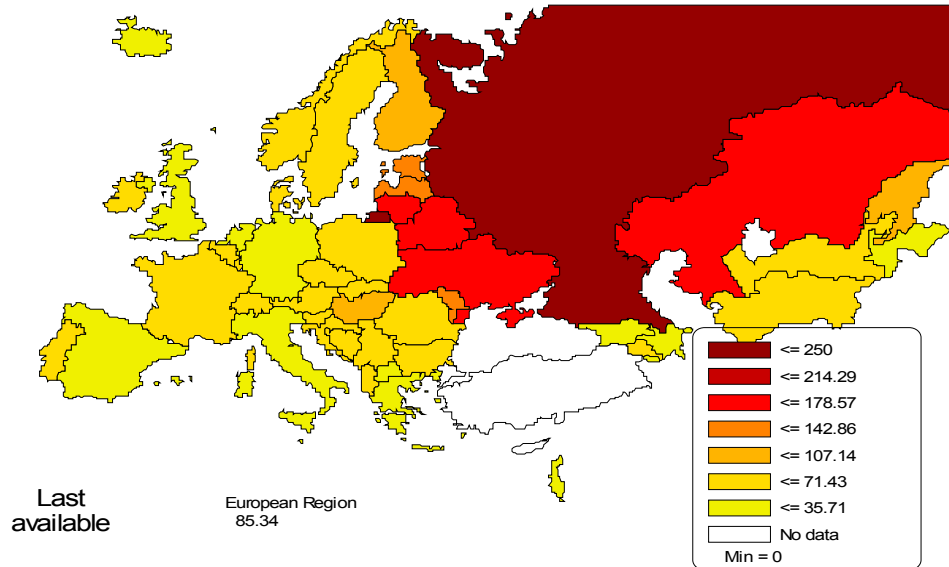 <= 250
<= 214.29
<= 178.57
<= 142.86
<= 107.14
<= 71.43
<= 35.71
No data
Min = 0
Last
available
European Region
85.34